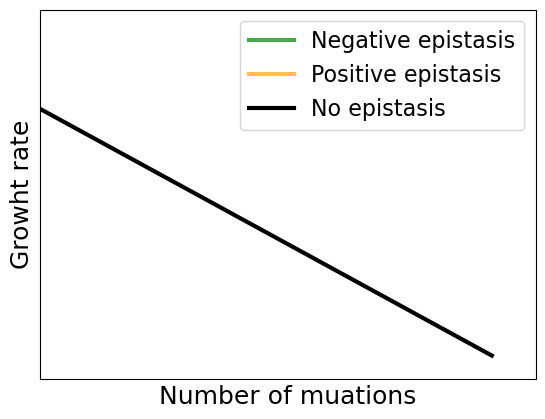 Negative epistasis
Positive epistasis
No epistasis
Growht rate
Number of muations